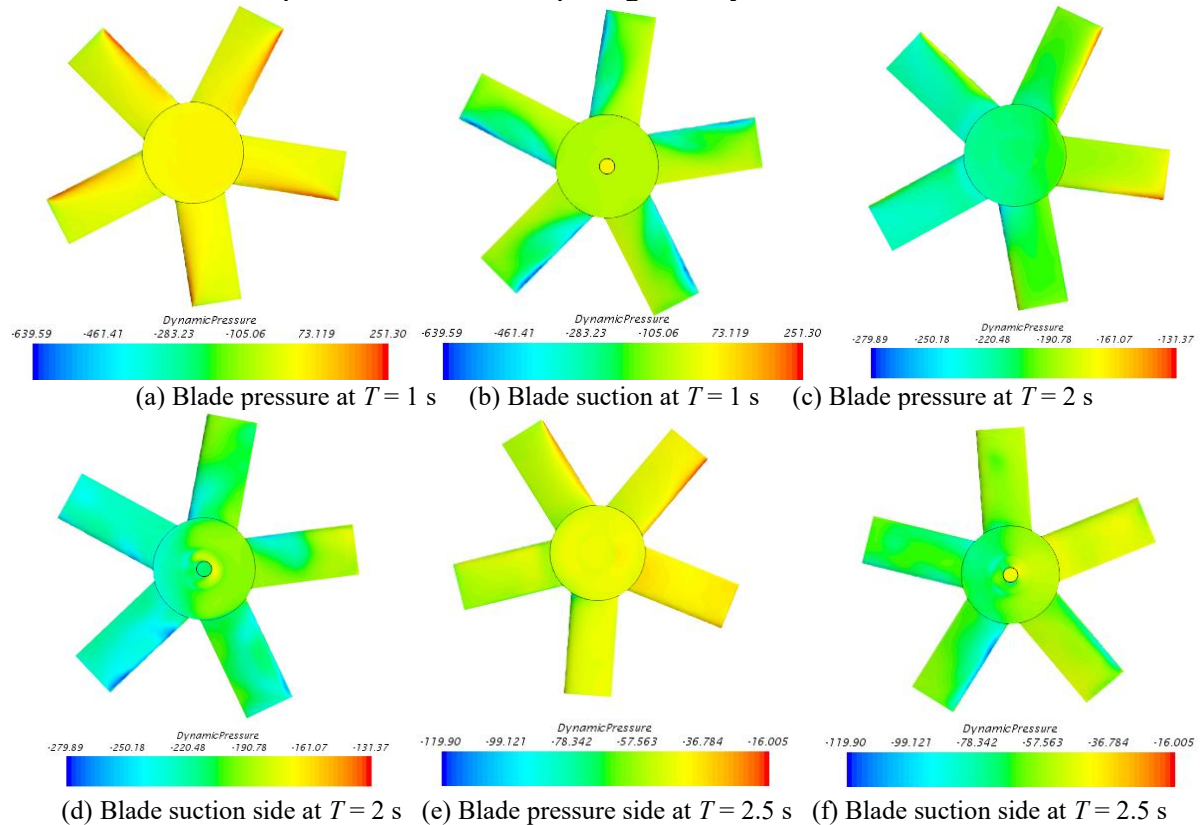 DynamicPressure
-639.59 -461.41 -283.23 -105.06 73.119 251.30
DynamicPressure
-639.59 -461.41 -283.23 -105.06 73.119 251.30
DynamicPressure
-279.89 -250.18 -220.48 -190.78 -161.07 -131.37
(a) Blade pressure at T = 1 s (b) Blade suction at T = 1 s (c) Blade pressure at T = 2 s
DynamicPressure
-279.89 -250.18 -220.48 -190.78 -161.07 -131.37
DynamicPressure
-119.90 -99.121 -78.342 -57.563 -36.784 -16.005
DynamicPressure
-119.90 -99.121 -78.342 -57.563 -36.784 -16.005
(d) Blade suction side at T = 2 s (e) Blade pressure side at T = 2.5 s (f) Blade suction side at T = 2.5 s